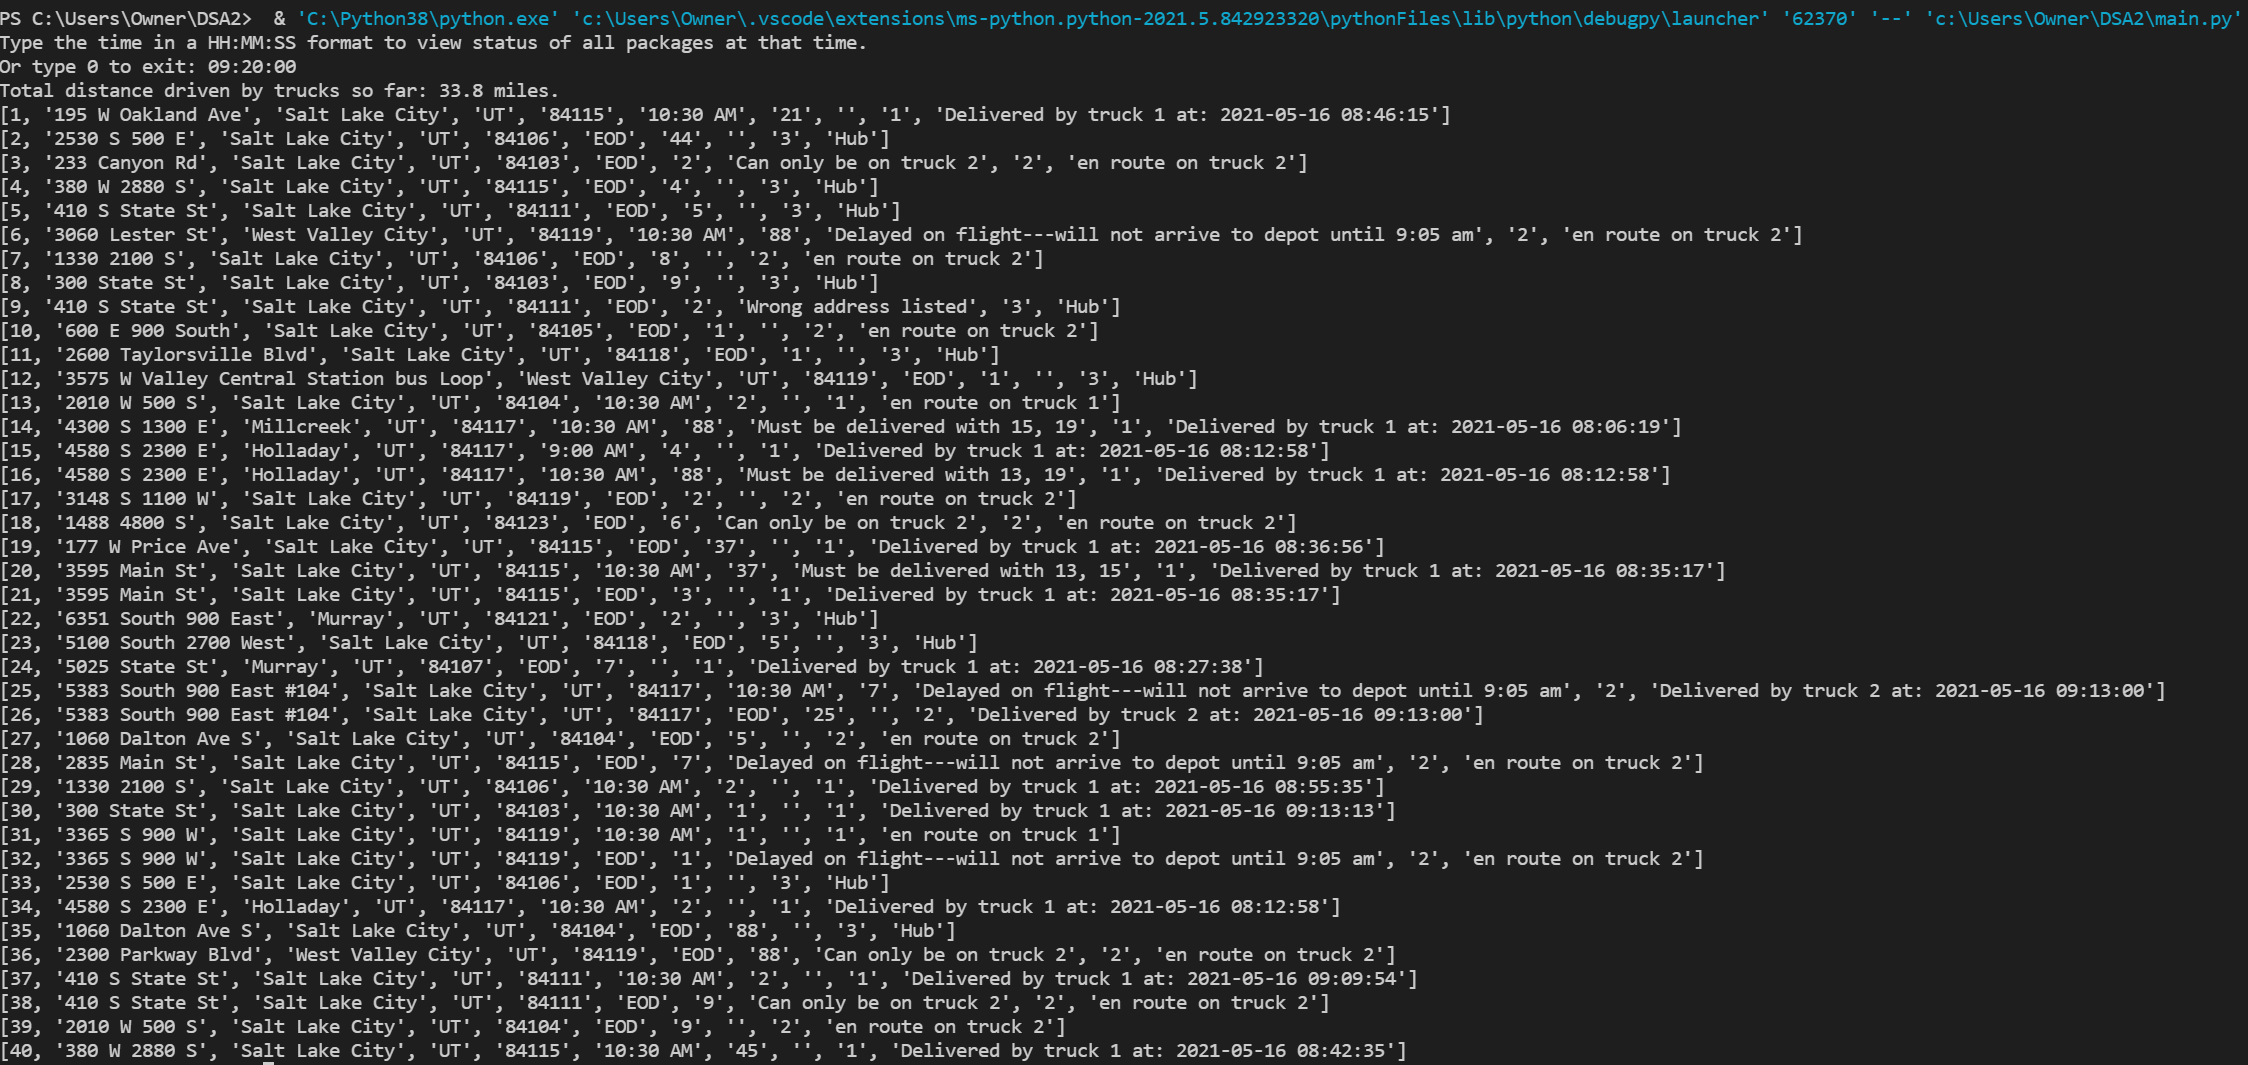 PS C:\Users\Owner\DSA2>  & 'C:\Python38\python.exe' 'c:\Users\Owner\.vscode\extensions\ms-python.python-2021.5.842923320\pythonFiles\lib\python\debugpy\launcher' '62370' '--' 'c:\Users\Owner\DSA2\main.py'
Type the time in a HH:MM:SS format to view status of all packages at that time.
Or type 0 to exit: 09:20:00
Total distance driven by trucks so far: 33.8 miles.
[1, '195 W Oakland Ave', 'Salt Lake City', 'UT', '84115', '10:30 AM', '21', '', '1', 'Delivered by truck 1 at: 2021-05-16 08:46:15']
[2, '2530 S 500 E', 'Salt Lake City', 'UT', '84106', 'EOD', '44', '', '3', 'Hub']
[3, '233 Canyon Rd', 'Salt Lake City', 'UT', '84103', 'EOD', '2', 'Can only be on truck 2', '2', 'en route on truck 2']
[4, '380 W 2880 S', 'Salt Lake City', 'UT', '84115', 'EOD', '4', '', '3', 'Hub']
[5, '410 S State St', 'Salt Lake City', 'UT', '84111', 'EOD', '5', '', '3', 'Hub']
[6, '3060 Lester St', 'West Valley City', 'UT', '84119', '10:30 AM', '88', 'Delayed on flight---will not arrive to depot until 9:05 am', '2', 'en route on truck 2']
[7, '1330 2100 S', 'Salt Lake City', 'UT', '84106', 'EOD', '8', '', '2', 'en route on truck 2']
[8, '300 State St', 'Salt Lake City', 'UT', '84103', 'EOD', '9', '', '3', 'Hub']
[9, '410 S State St', 'Salt Lake City', 'UT', '84111', 'EOD', '2', 'Wrong address listed', '3', 'Hub']
[10, '600 E 900 South', 'Salt Lake City', 'UT', '84105', 'EOD', '1', '', '2', 'en route on truck 2']
[11, '2600 Taylorsville Blvd', 'Salt Lake City', 'UT', '84118', 'EOD', '1', '', '3', 'Hub']
[12, '3575 W Valley Central Station bus Loop', 'West Valley City', 'UT', '84119', 'EOD', '1', '', '3', 'Hub']
[13, '2010 W 500 S', 'Salt Lake City', 'UT', '84104', '10:30 AM', '2', '', '1', 'en route on truck 1']
[14, '4300 S 1300 E', 'Millcreek', 'UT', '84117', '10:30 AM', '88', 'Must be delivered with 15, 19', '1', 'Delivered by truck 1 at: 2021-05-16 08:06:19']
[15, '4580 S 2300 E', 'Holladay', 'UT', '84117', '9:00 AM', '4', '', '1', 'Delivered by truck 1 at: 2021-05-16 08:12:58']
[16, '4580 S 2300 E', 'Holladay', 'UT', '84117', '10:30 AM', '88', 'Must be delivered with 13, 19', '1', 'Delivered by truck 1 at: 2021-05-16 08:12:58']
[17, '3148 S 1100 W', 'Salt Lake City', 'UT', '84119', 'EOD', '2', '', '2', 'en route on truck 2']
[18, '1488 4800 S', 'Salt Lake City', 'UT', '84123', 'EOD', '6', 'Can only be on truck 2', '2', 'en route on truck 2']
[19, '177 W Price Ave', 'Salt Lake City', 'UT', '84115', 'EOD', '37', '', '1', 'Delivered by truck 1 at: 2021-05-16 08:36:56']
[20, '3595 Main St', 'Salt Lake City', 'UT', '84115', '10:30 AM', '37', 'Must be delivered with 13, 15', '1', 'Delivered by truck 1 at: 2021-05-16 08:35:17']
[21, '3595 Main St', 'Salt Lake City', 'UT', '84115', 'EOD', '3', '', '1', 'Delivered by truck 1 at: 2021-05-16 08:35:17']
[22, '6351 South 900 East', 'Murray', 'UT', '84121', 'EOD', '2', '', '3', 'Hub']
[23, '5100 South 2700 West', 'Salt Lake City', 'UT', '84118', 'EOD', '5', '', '3', 'Hub']
[24, '5025 State St', 'Murray', 'UT', '84107', 'EOD', '7', '', '1', 'Delivered by truck 1 at: 2021-05-16 08:27:38']
[25, '5383 South 900 East #104', 'Salt Lake City', 'UT', '84117', '10:30 AM', '7', 'Delayed on flight---will not arrive to depot until 9:05 am', '2', 'Delivered by truck 2 at: 2021-05-16 09:13:00']
[26, '5383 South 900 East #104', 'Salt Lake City', 'UT', '84117', 'EOD', '25', '', '2', 'Delivered by truck 2 at: 2021-05-16 09:13:00']
[27, '1060 Dalton Ave S', 'Salt Lake City', 'UT', '84104', 'EOD', '5', '', '2', 'en route on truck 2']
[28, '2835 Main St', 'Salt Lake City', 'UT', '84115', 'EOD', '7', 'Delayed on flight---will not arrive to depot until 9:05 am', '2', 'en route on truck 2']
[29, '1330 2100 S', 'Salt Lake City', 'UT', '84106', '10:30 AM', '2', '', '1', 'Delivered by truck 1 at: 2021-05-16 08:55:35']
[30, '300 State St', 'Salt Lake City', 'UT', '84103', '10:30 AM', '1', '', '1', 'Delivered by truck 1 at: 2021-05-16 09:13:13']
[31, '3365 S 900 W', 'Salt Lake City', 'UT', '84119', '10:30 AM', '1', '', '1', 'en route on truck 1']
[32, '3365 S 900 W', 'Salt Lake City', 'UT', '84119', 'EOD', '1', 'Delayed on flight---will not arrive to depot until 9:05 am', '2', 'en route on truck 2']
[33, '2530 S 500 E', 'Salt Lake City', 'UT', '84106', 'EOD', '1', '', '3', 'Hub']
[34, '4580 S 2300 E', 'Holladay', 'UT', '84117', '10:30 AM', '2', '', '1', 'Delivered by truck 1 at: 2021-05-16 08:12:58']
[35, '1060 Dalton Ave S', 'Salt Lake City', 'UT', '84104', 'EOD', '88', '', '3', 'Hub']
[36, '2300 Parkway Blvd', 'West Valley City', 'UT', '84119', 'EOD', '88', 'Can only be on truck 2', '2', 'en route on truck 2']
[37, '410 S State St', 'Salt Lake City', 'UT', '84111', '10:30 AM', '2', '', '1', 'Delivered by truck 1 at: 2021-05-16 09:09:54']
[38, '410 S State St', 'Salt Lake City', 'UT', '84111', 'EOD', '9', 'Can only be on truck 2', '2', 'en route on truck 2']
[39, '2010 W 500 S', 'Salt Lake City', 'UT', '84104', 'EOD', '9', '', '2', 'en route on truck 2']
[40, '380 W 2880 S', 'Salt Lake City', 'UT', '84115', '10:30 AM', '45', '', '1', 'Delivered by truck 1 at: 2021-05-16 08:42:35']